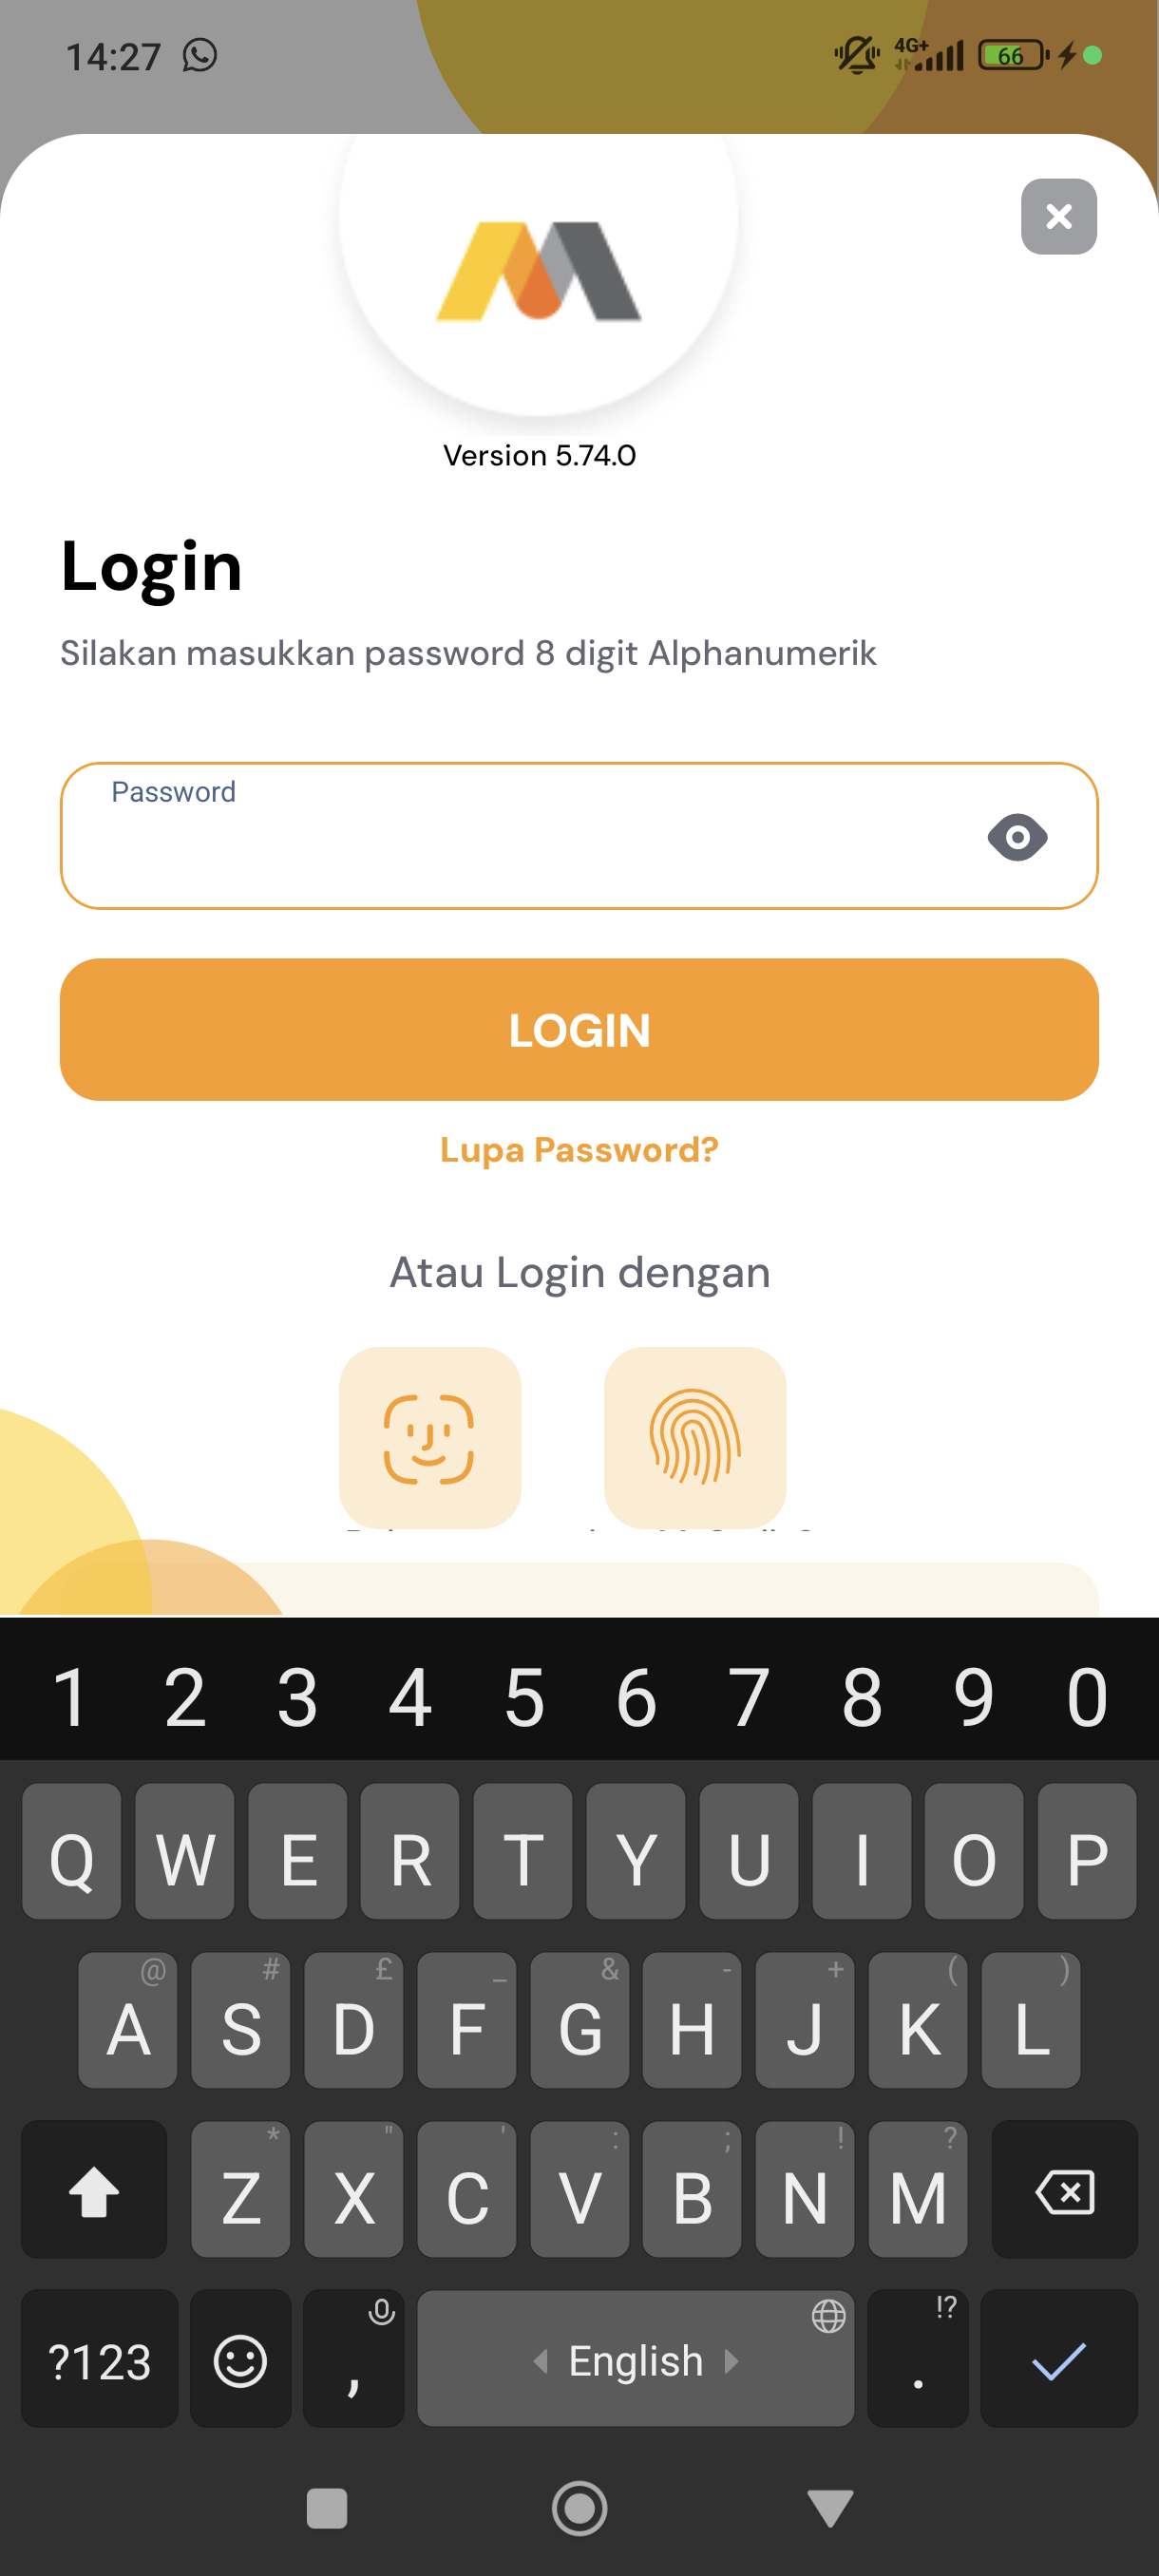 14:27
4G+
66
Version 5.74.0
Login
Silakan masukkan password 8 digit Alphanumerik
Password
LOGIN
Lupa Password?
Atau Login dengan
1 2 3 4 5 6 7 8 9 0
Q W E R T Y U I O P
@ # £ _ & - + ( )
A S D F G H J K L
* " ' : ; ! ?
Z X C V B N M
!?
?123 , English .